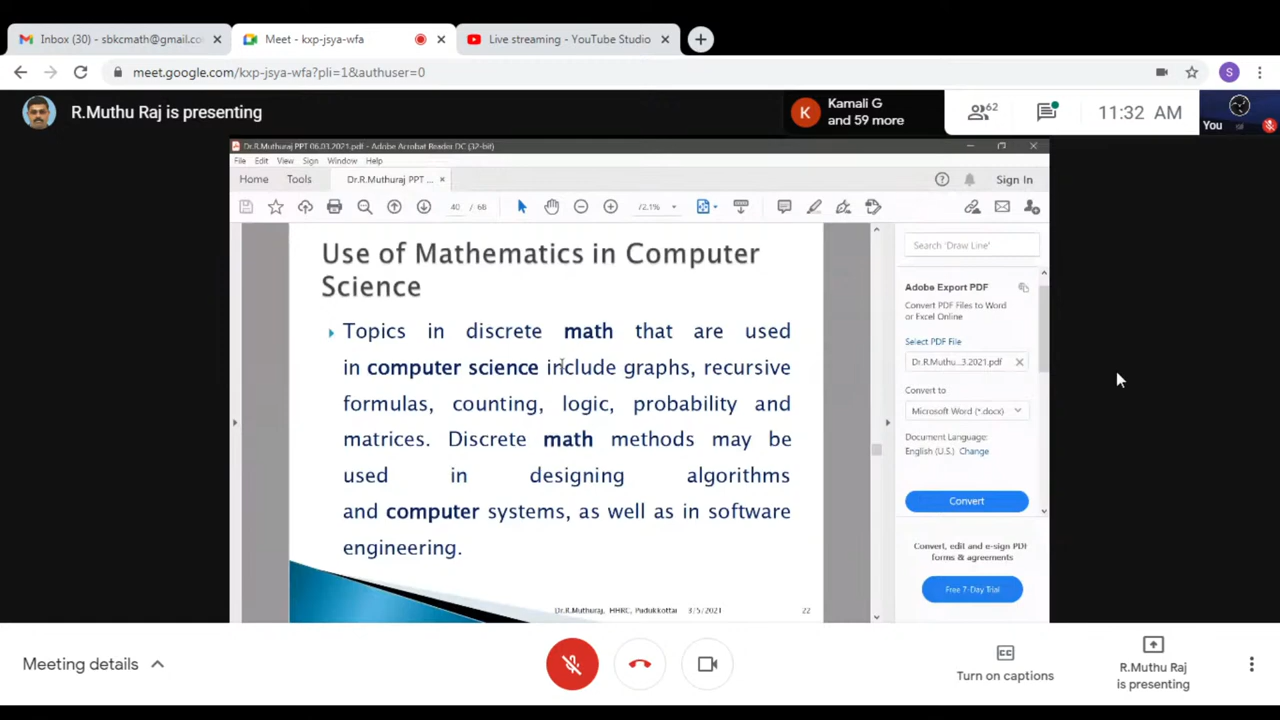 Inbox (30) - sbkcmath@gmail.co
Meet - kxp-jsya-wfa
Live streaming - YouTube Studio
meet.google.com/kxp-jsya-wfa?pli=1&authuser=0
S
R.Muthu Raj is presenting
K
Kamali G
and 59 more
62
11:32 AM
You
Dr.R.Muthuraj PPT 06.03.2021.pdf - Adobe Acrobat Reader DC (32-bit)
File Edit View Sign Window Help
Home Tools Dr.R.Muthuraj PPT ... Sign In
40 / 68 72.1%
Use of Mathematics in Computer
Science
Topics in discrete math that are used
in computer science include graphs, recursive
formulas, counting, logic, probability and
matrices. Discrete math methods may be
used in designing algorithms
and computer systems, as well as in software
engineering.
Dr.R.Muthuraj, HHRC, Pudukkottai 3/5/2021 22
Search 'Draw Line'
Adobe Export PDF
Convert PDF Files to Word
or Excel Online
Select PDF File
Dr.R.Muthu...3.2021.pdf
Convert to
Microsoft Word (*.docx)
Document Language:
English (U.S.) Change
Convert
Convert, edit and e-sign PDF
forms & agreements
Free 7-Day Trial
Meeting details
CC
Turn on captions
R.Muthu Raj
is presenting